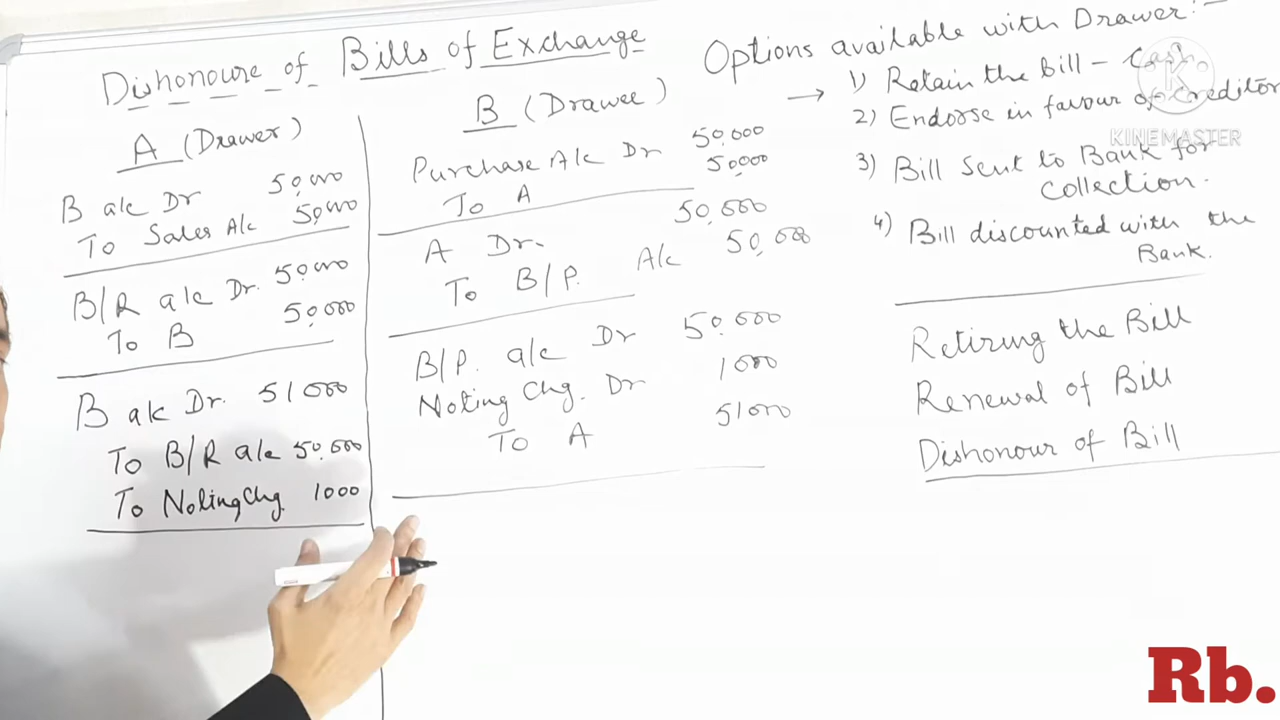 Dishonoure of Bills of Exchange
A (Drawer)
B a/c Dr 50,000
To Sales A/c 50,000
B/R a/c Dr. 50,000
To B 50,000
B a/c Dr. 51000
To B/R a/c 50,000
To Noting Chg. 1000
B (Drawee)
Purchase A/c Dr 50,000
To A 50,000
A Dr. 50,000
To B/P. A/c 50,000
B/P. a/c Dr 50,000
Noting Chg. Dr 1000
To A 51000
Options available with Drawer:-
→ 1) Retain the bill - Cash
2) Endorse in favour of Creditor
3) Bill Sent to Bank for
Collection.
4) Bill discounted with the
Bank.
Retiring the Bill
Renewal of Bill
Dishonour of Bill
KINEMASTER
Rb.